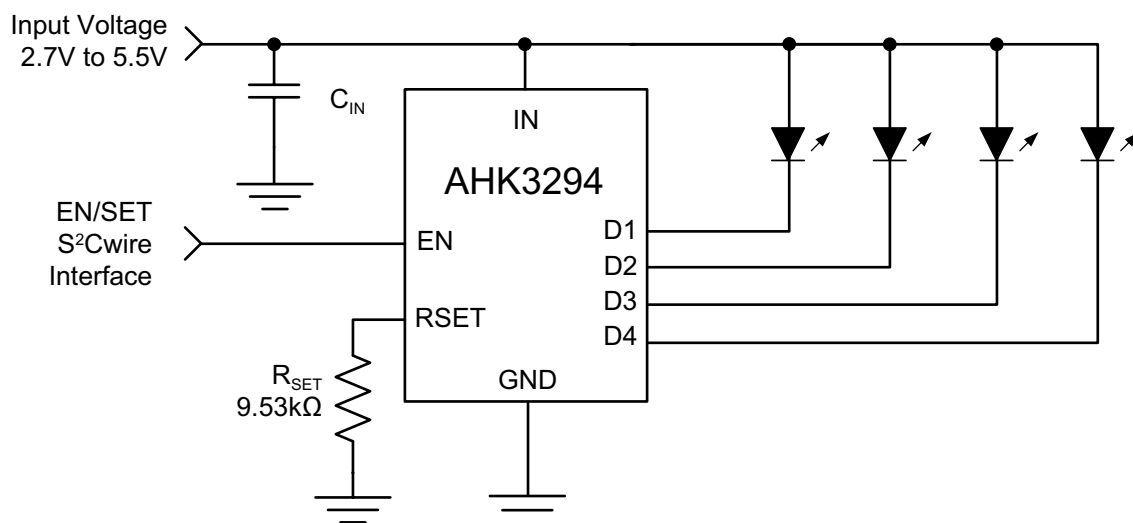 Input Voltage
2.7V to 5.5V
C_IN
IN
AHK3294
EN/SET
S²Cwire
Interface
EN
RSET
D1
D2
D3
D4
R_SET
9.53kΩ
GND